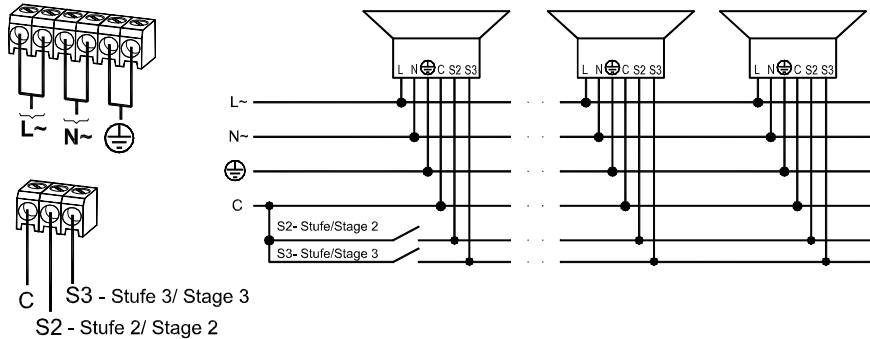 L~ N~
C
S3 - Stufe 3/ Stage 3
S2 - Stufe 2/ Stage 2
L N C S2 S3
L N C S2 S3
L N C S2 S3
L~
N~
C
S2- Stufe/Stage 2
S3- Stufe/Stage 3